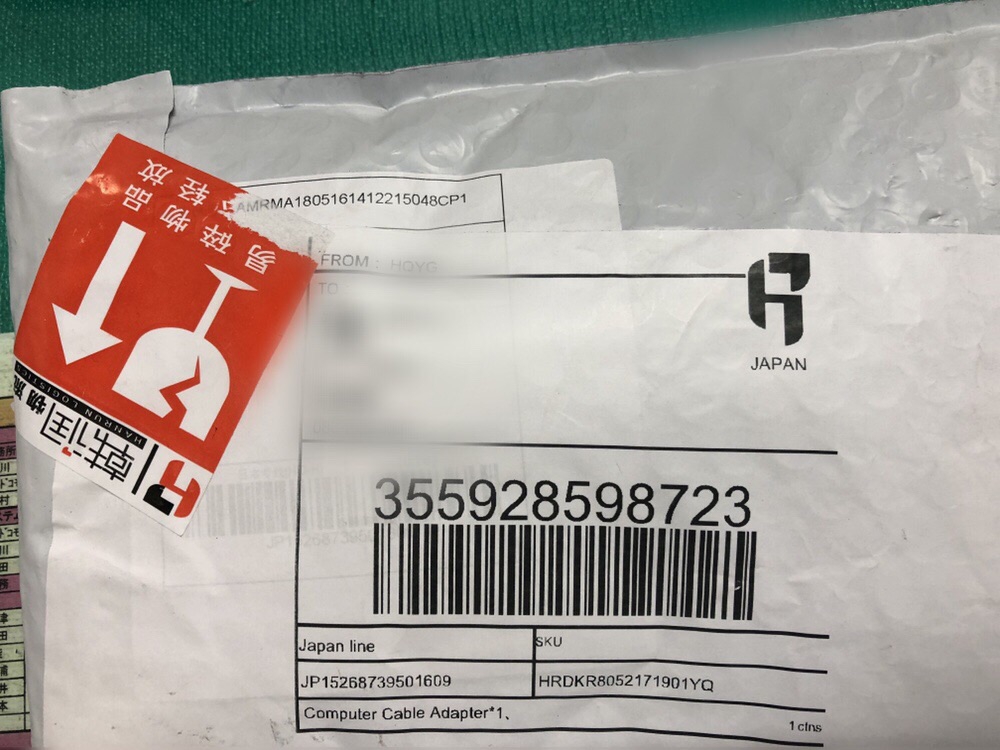 AMRMA1805161412215048CP1
易碎物品
轻放
韩润物流
HANRUN LOGISTICS
FROM : HOYG
TO
JAPAN
355928598723
Japan line
SKU
JP15268739501609
HRDKR8052171901YQ
Computer Cable Adapter*1、
1 ctns